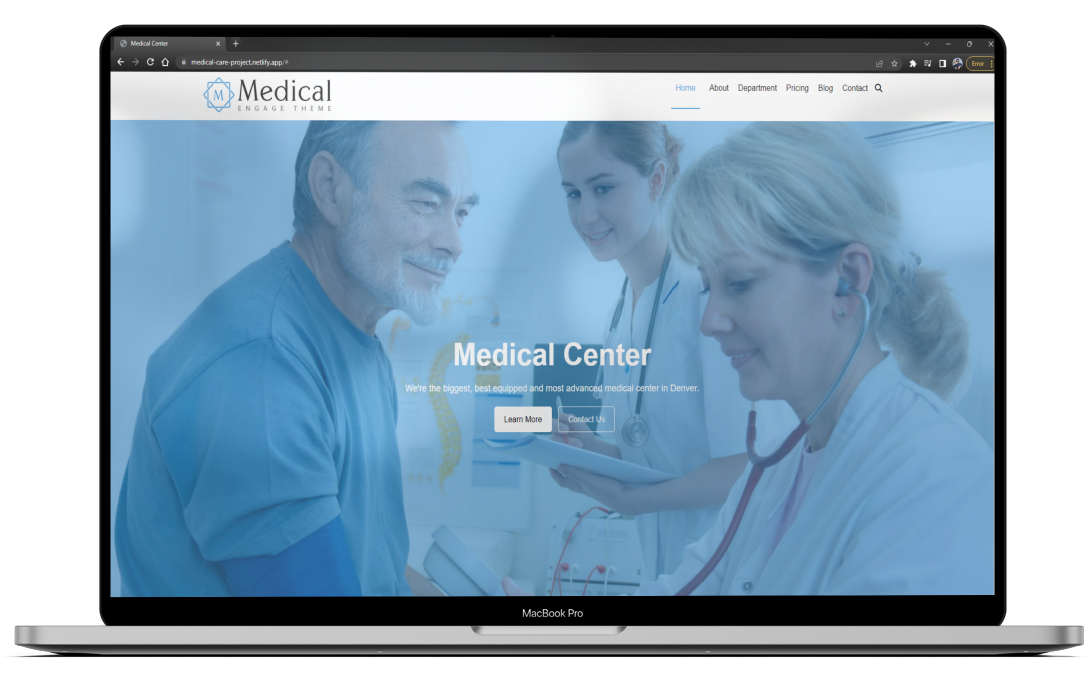 Medical Center
medical-care-project.netlify.app/#
Error
M
Medical
ENGAGE THEME
Home About Department Pricing Blog Contact
Medical Center
We're the biggest, best equipped and most advanced medical center in Denver.
Learn More Contact Us
MacBook Pro